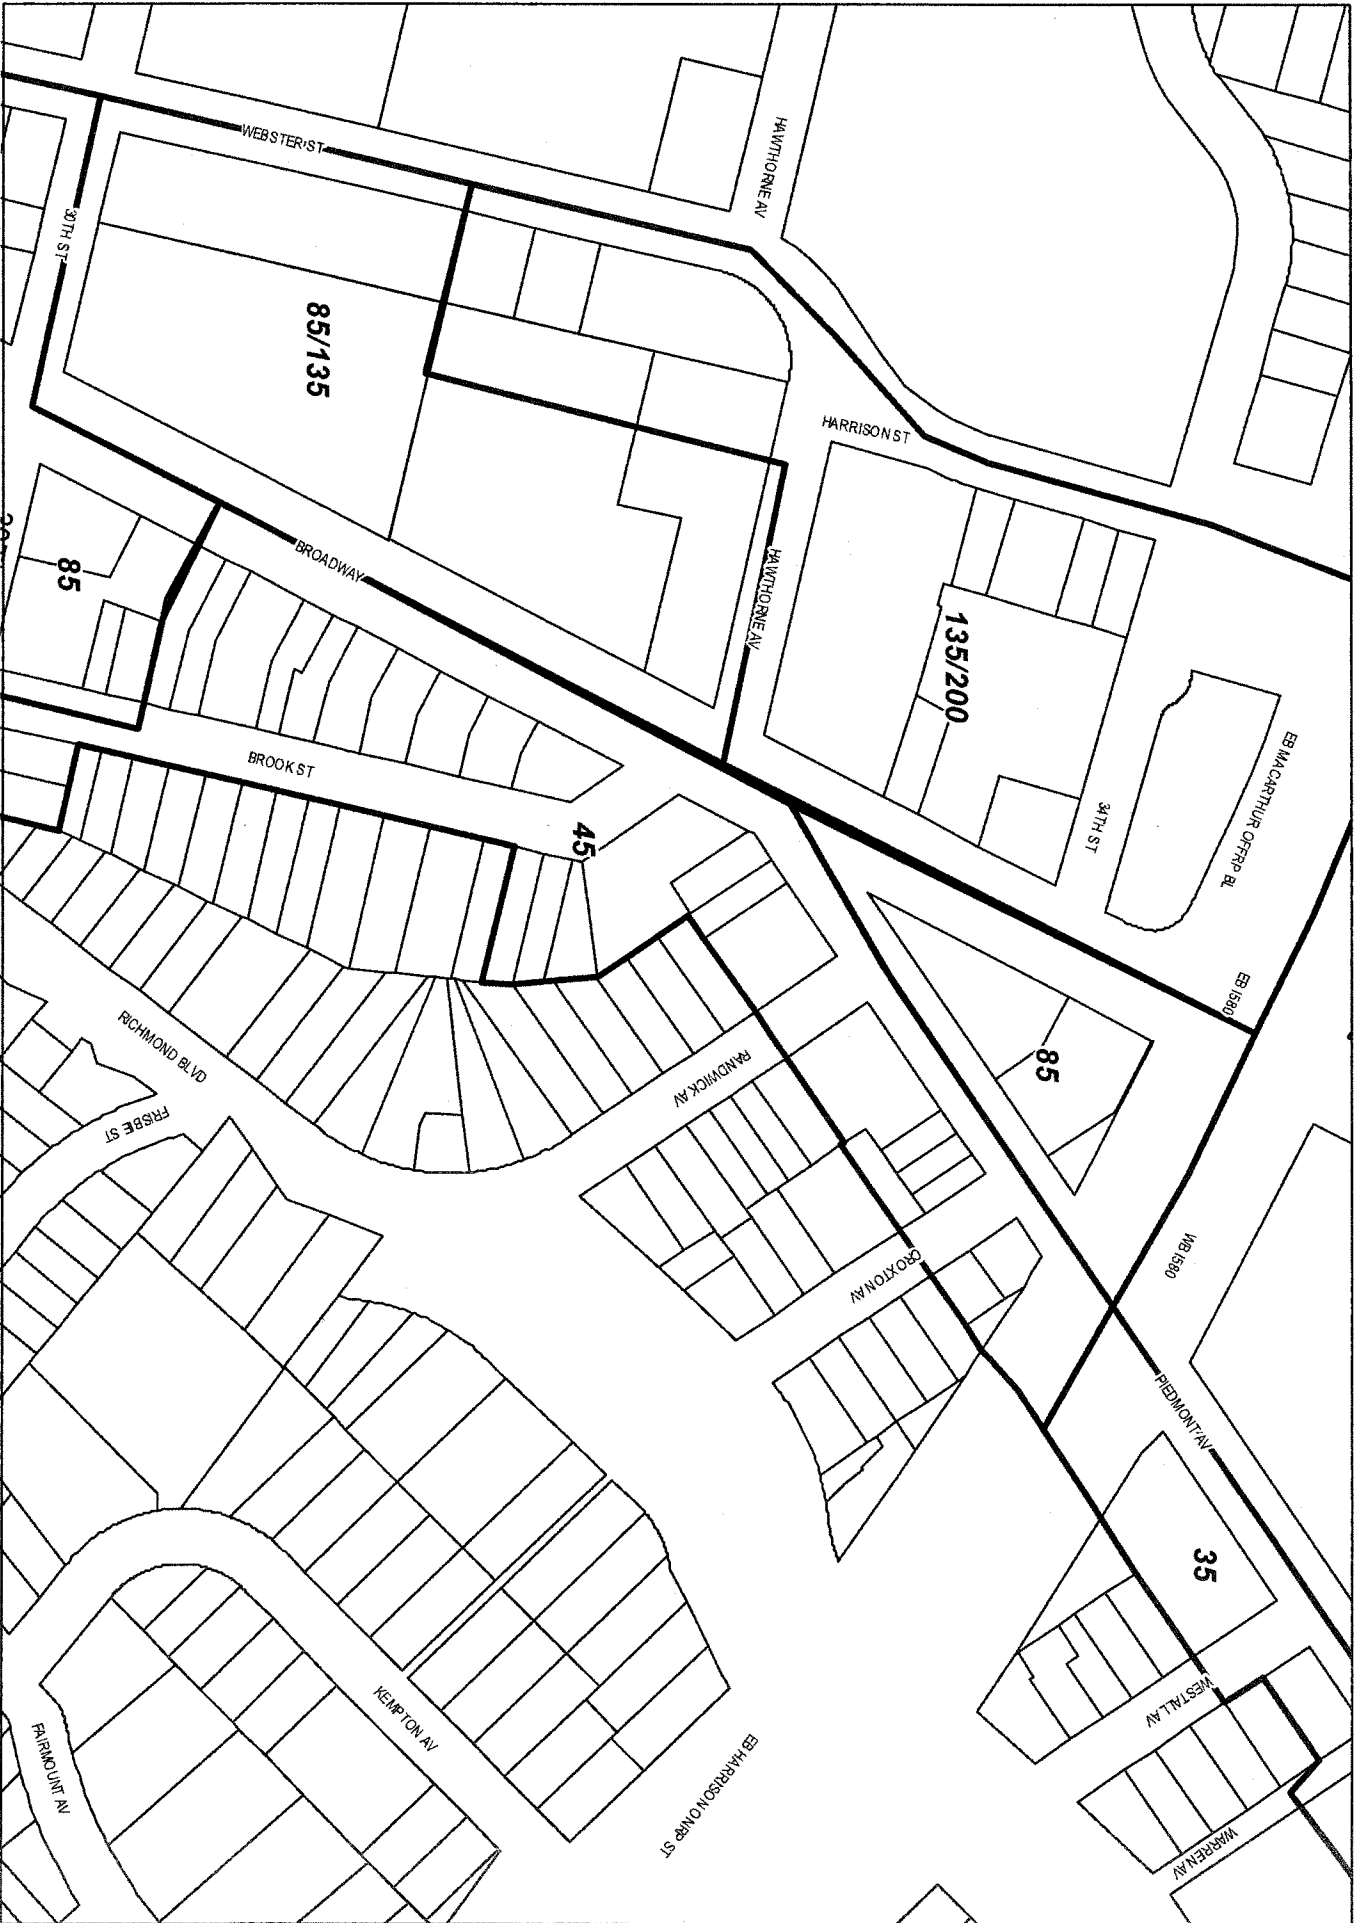 WEBSTER ST
HAWTHORNE AV
30TH ST
85/135
HARRISON ST
BROADWAY
HAWTHORNE AV
85
135/200
EB MACARTHUR OFFRP BL
BROOK ST
34TH ST
45
EB I580
RICHMOND BLVD
RANDWICK AV
85
FRISBE ST
WB I580
CROXTON AV
PIEDMONT AV
35
WESTALL AV
KEMPTON AV
FAIRMOUNT AV
EB HARRISON ONRP ST
WARREN AV